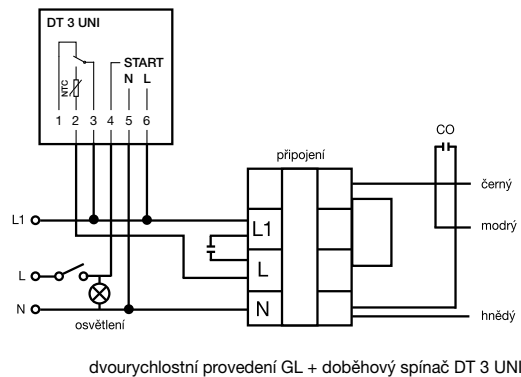 DT 3 UNI
START
N L
NTC
1 2 3 4 5 6
CO
připojení
černý
L1
L1
modrý
L
L
N
N
hnědý
osvětlení
dvourychlostní provedení GL + doběhový spínač DT 3 UNI